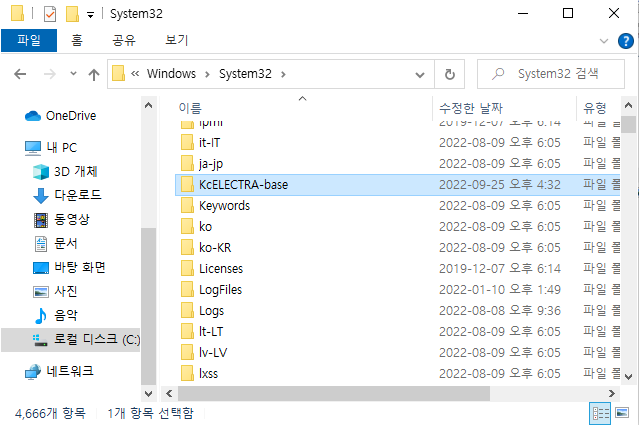 System32
파일 홈 공유 보기
Windows System32 System32 검색
OneDrive
내 PC
3D 개체
다운로드
동영상
문서
바탕 화면
사진
음악
로컬 디스크 (C:)
네트워크
이름 수정한 날짜 유형
ipmi 2019-12-07 오후 6:14 파일 폴
it-IT 2022-08-09 오후 6:05 파일 폴
ja-jp 2022-08-09 오후 6:05 파일 폴
KcELECTRA-base 2022-09-25 오후 4:32 파일 폴
Keywords 2022-08-09 오후 6:05 파일 폴
ko 2022-08-09 오후 6:05 파일 폴
ko-KR 2022-08-09 오후 6:05 파일 폴
Licenses 2019-12-07 오후 6:14 파일 폴
LogFiles 2022-01-10 오후 1:49 파일 폴
Logs 2022-08-08 오후 9:36 파일 폴
lt-LT 2022-08-09 오후 6:05 파일 폴
lv-LV 2022-08-09 오후 6:05 파일 폴
lxss 2022-08-09 오후 6:05 파일 폴
4,666개 항목 1개 항목 선택함